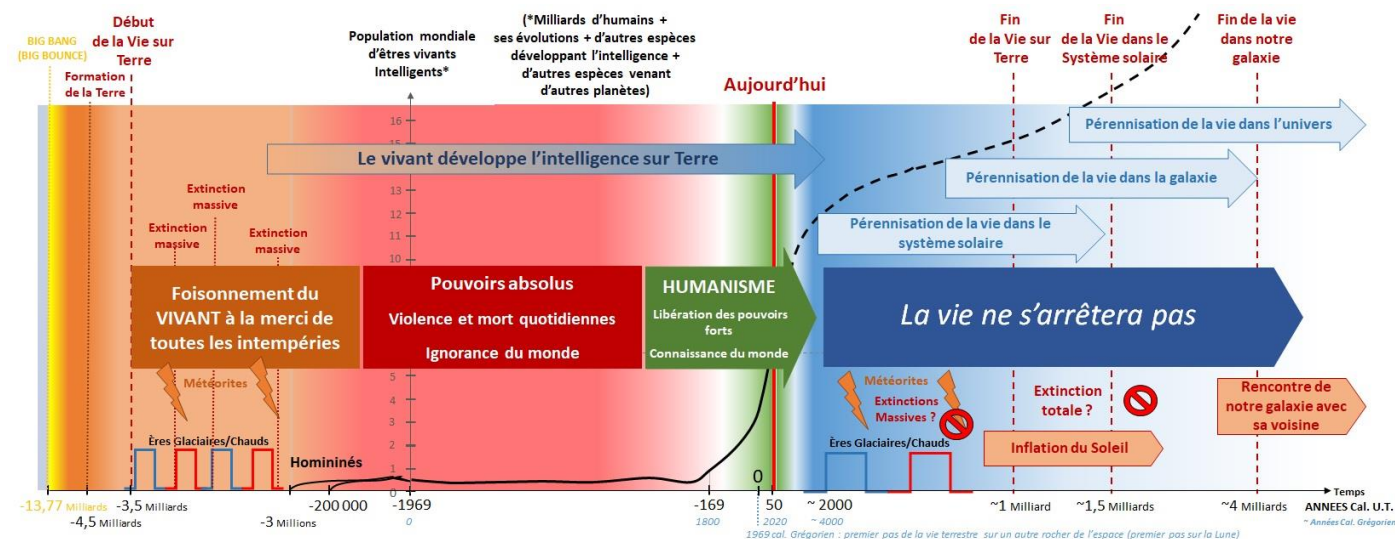 BIG BANG
(BIG BOUNCE)
Formation
de la Terre
Début
de la Vie sur
Terre
Population mondiale
d'êtres vivants
Intelligents*
(*Milliards d'humains +
ses évolutions + d'autres espèces
développant l'intelligence +
d'autres espèces venant
d'autres planètes)
Aujourd'hui
Fin
de la Vie sur
Terre
Fin
de la Vie dans le
Système solaire
Fin de la vie
dans notre
galaxie
16
15
Le vivant développe l'intelligence sur Terre
13
12
11
10
Extinction
massive
Extinction
massive
Extinction
massive
Pérennisation de la vie dans l'univers
Pérennisation de la vie dans la galaxie
Pérennisation de la vie dans le
système solaire
Foisonnement du
VIVANT à la merci de
toutes les intempéries
Pouvoirs absolus
Violence et mort quotidiennes
Ignorance du monde
HUMANISME
Libération des pouvoirs
forts
Connaissance du monde
La vie ne s'arrêtera pas
5
4
3
2
1
0
Météorites
Ères Glaciaires/Chauds
Homininés
0
Météorites
Extinctions
Massives ?
Ères Glaciaires/Chauds
Extinction
totale ?
Inflation du Soleil
Rencontre de
notre galaxie avec
sa voisine
-13,77 Milliards
-4,5 Milliards
-3,5 Milliards
-3 Millions
-200 000
-1969
0
-169
1800
50
2020
~ 2000
~ 4000
~1 Milliard
~1,5 Milliards
~4 Milliards
Temps
ANNEES Cal. U.T.
~ Années Cal. Grégorien
1969 cal. Grégorien : premier pas de la vie terrestre sur un autre rocher de l'espace (premier pas sur la Lune)